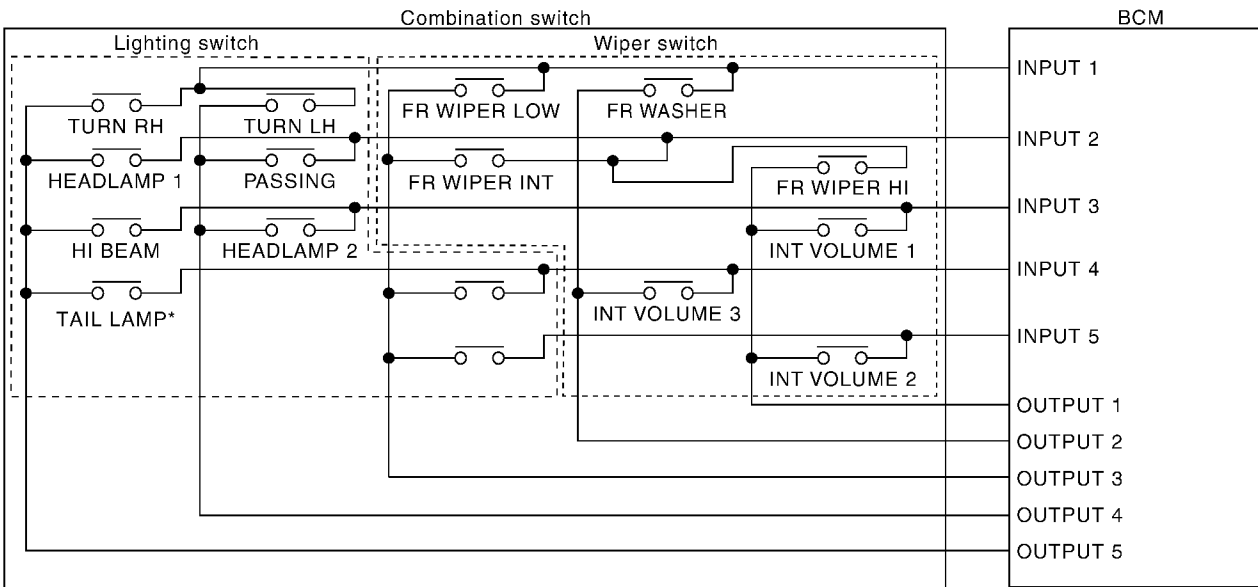 Combination switch
BCM
Lighting switch
Wiper switch
INPUT 1
FR WIPER LOW
FR WASHER
TURN RH
TURN LH
INPUT 2
HEADLAMP 1
PASSING
FR WIPER INT
FR WIPER HI
INPUT 3
HI BEAM
HEADLAMP 2
INT VOLUME 1
INPUT 4
TAIL LAMP*
INT VOLUME 3
INPUT 5
INT VOLUME 2
OUTPUT 1
OUTPUT 2
OUTPUT 3
OUTPUT 4
OUTPUT 5